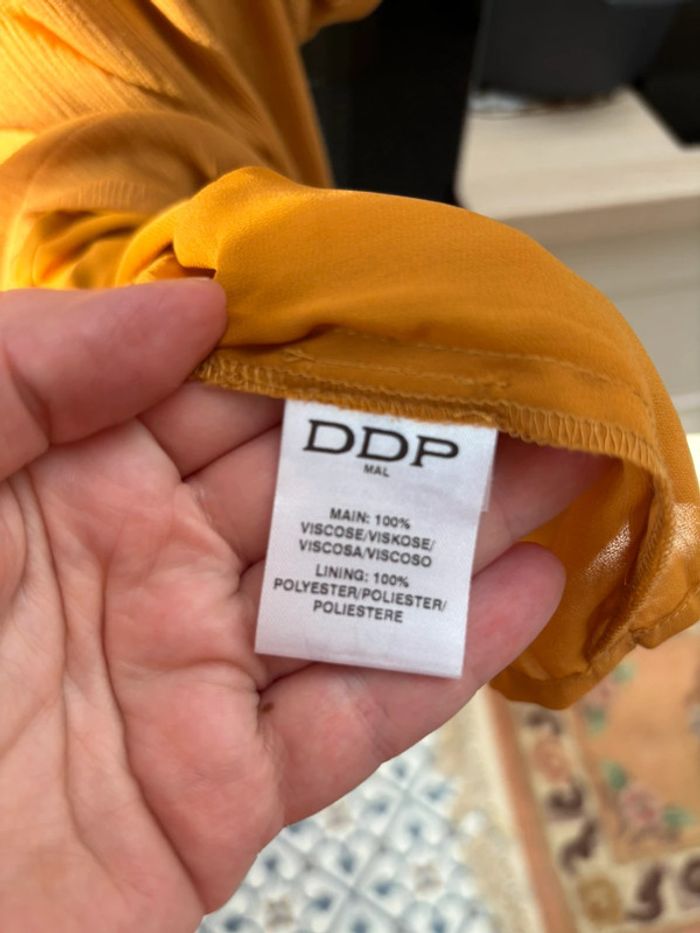 DDP
MAL
MAIN: 100%
VISCOSE/VISKOSE/
VISCOSA/VISCOSO
LINING: 100%
POLYESTER/POLIESTER/
POLIESTERE